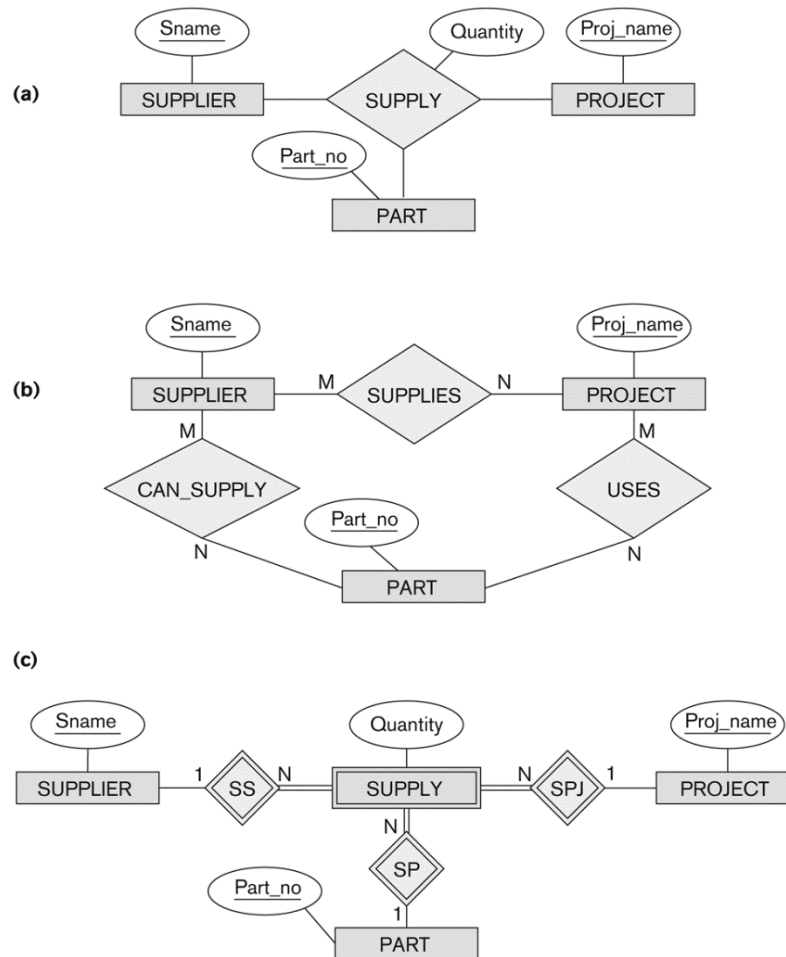 Sname
Quantity
Proj_name
(a)
SUPPLIER
SUPPLY
PROJECT
Part_no
PART
Sname
Proj_name
(b)
SUPPLIER
M
SUPPLIES
N
PROJECT
M
M
CAN_SUPPLY
USES
Part_no
N
N
PART
(c)
Sname
Quantity
Proj_name
SUPPLIER
1
SS
N
SUPPLY
N
SPJ
1
PROJECT
N
SP
Part_no
1
PART